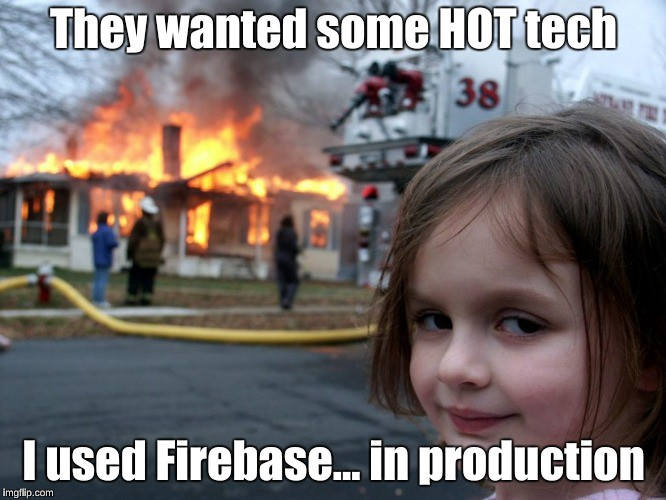 They wanted some HOT tech
38
I used Firebase... in production
imgflip.com